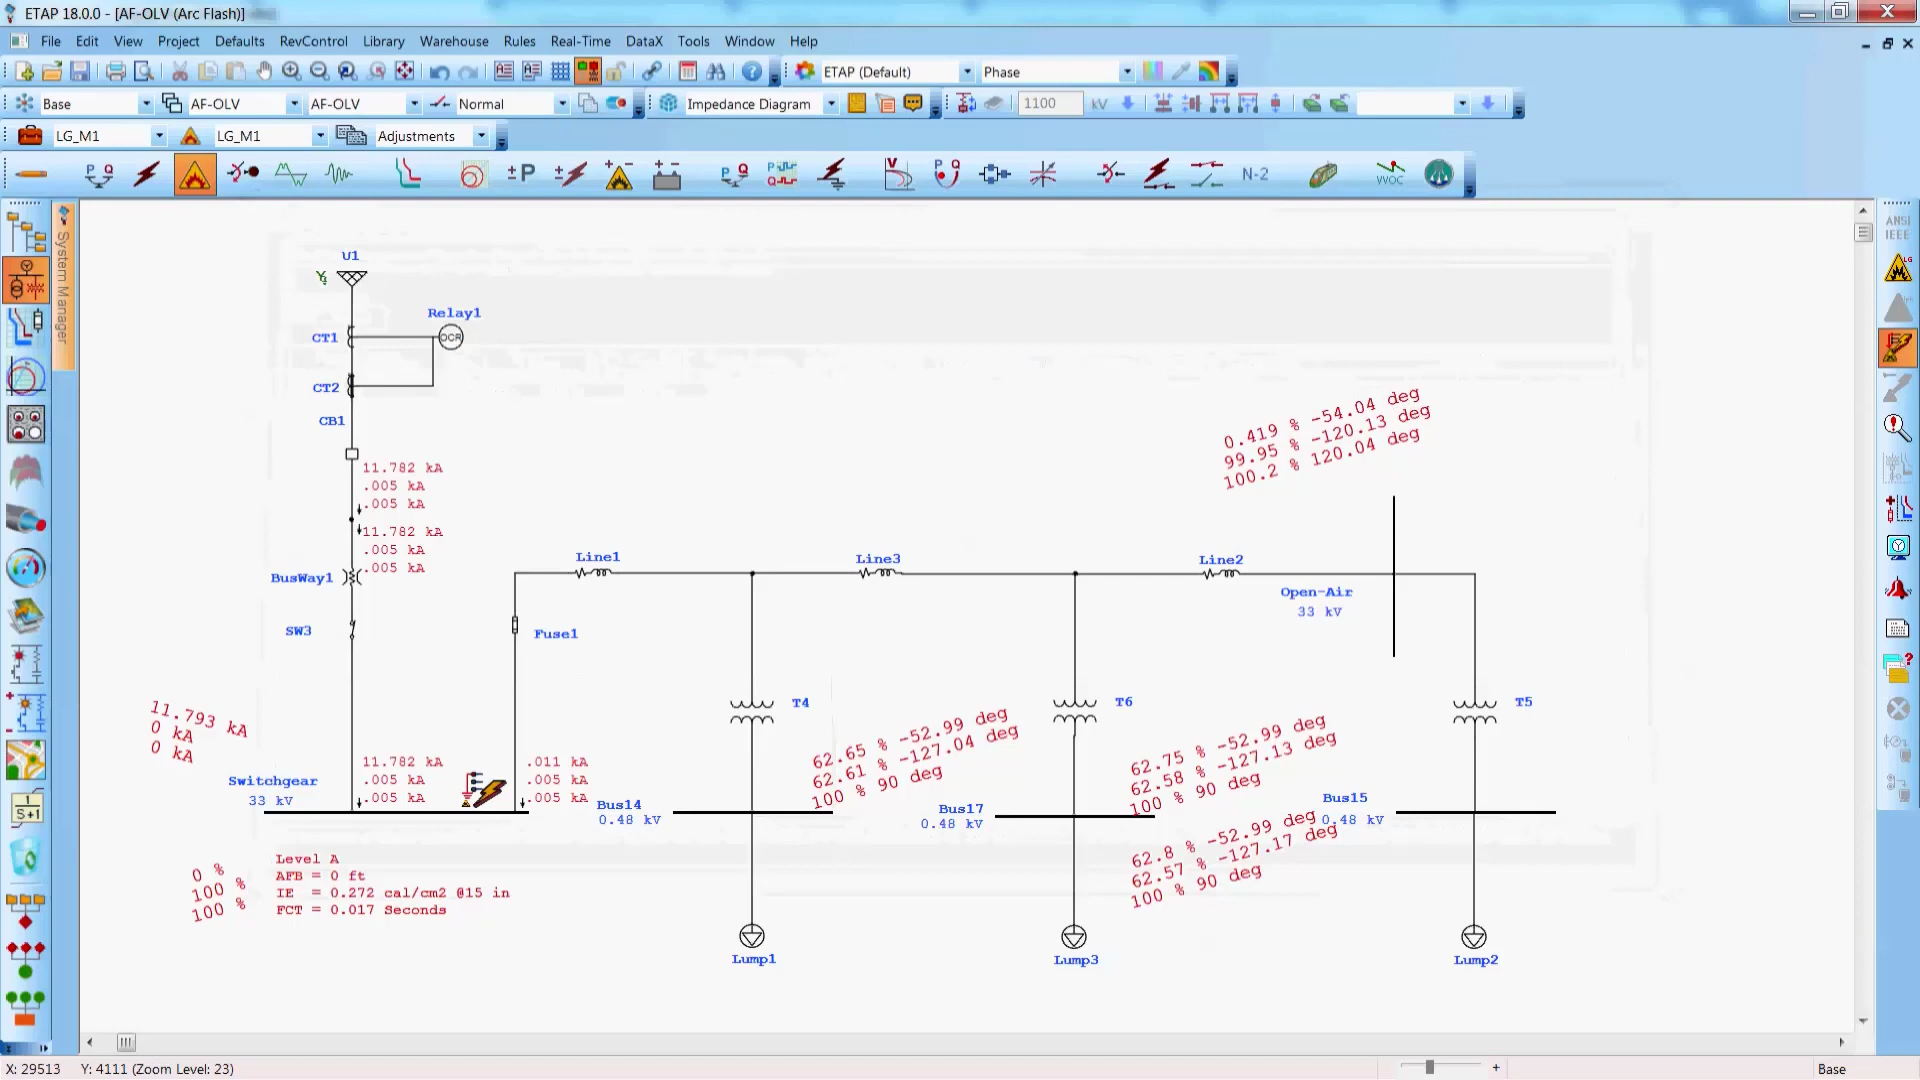 ETAP 18.0.0 - [AF-OLV (Arc Flash)]
File Edit View Project Defaults RevControl Library Warehouse Rules Real-Time DataX Tools Window Help
ETAP (Default) Phase
Base AF-OLV AF-OLV Normal Impedance Diagram 1100 kV
LG_M1 LG_M1 Adjustments
P Q ± P P Q P Q V P Q N-2 VVOC
System Manager
ANSI
IEEE
LG
S+1
U1
Relay1
OCR
CT1
CT2
CB1
11.782 kA
.005 kA
.005 kA
11.782 kA
.005 kA
.005 kA
BusWay1
SW3
Line1
Line3
Line2
0.419 % -54.04 deg
99.95 % -120.13 deg
100.2 % 120.04 deg
Open-Air
33 kV
Fuse1
T4
T6
T5
11.793 kA
0 kA
0 kA
62.65 % -52.99 deg
62.61 % -127.04 deg
100 % 90 deg
62.75 % -52.99 deg
62.58 % -127.13 deg
100 % 90 deg
Switchgear
33 kV
11.782 kA
.005 kA
.005 kA
.011 kA
.005 kA
.005 kA
Bus14
0.48 kV
Bus17
0.48 kV
Bus15
0.48 kV
62.8 % -52.99 deg
62.57 % -127.17 deg
100 % 90 deg
0 %
100 %
100 %
Level A
AFB = 0 ft
IE = 0.272 cal/cm2 @15 in
FCT = 0.017 Seconds
Lump1
Lump3
Lump2
X: 29513 Y: 4111 (Zoom Level: 23)
Base